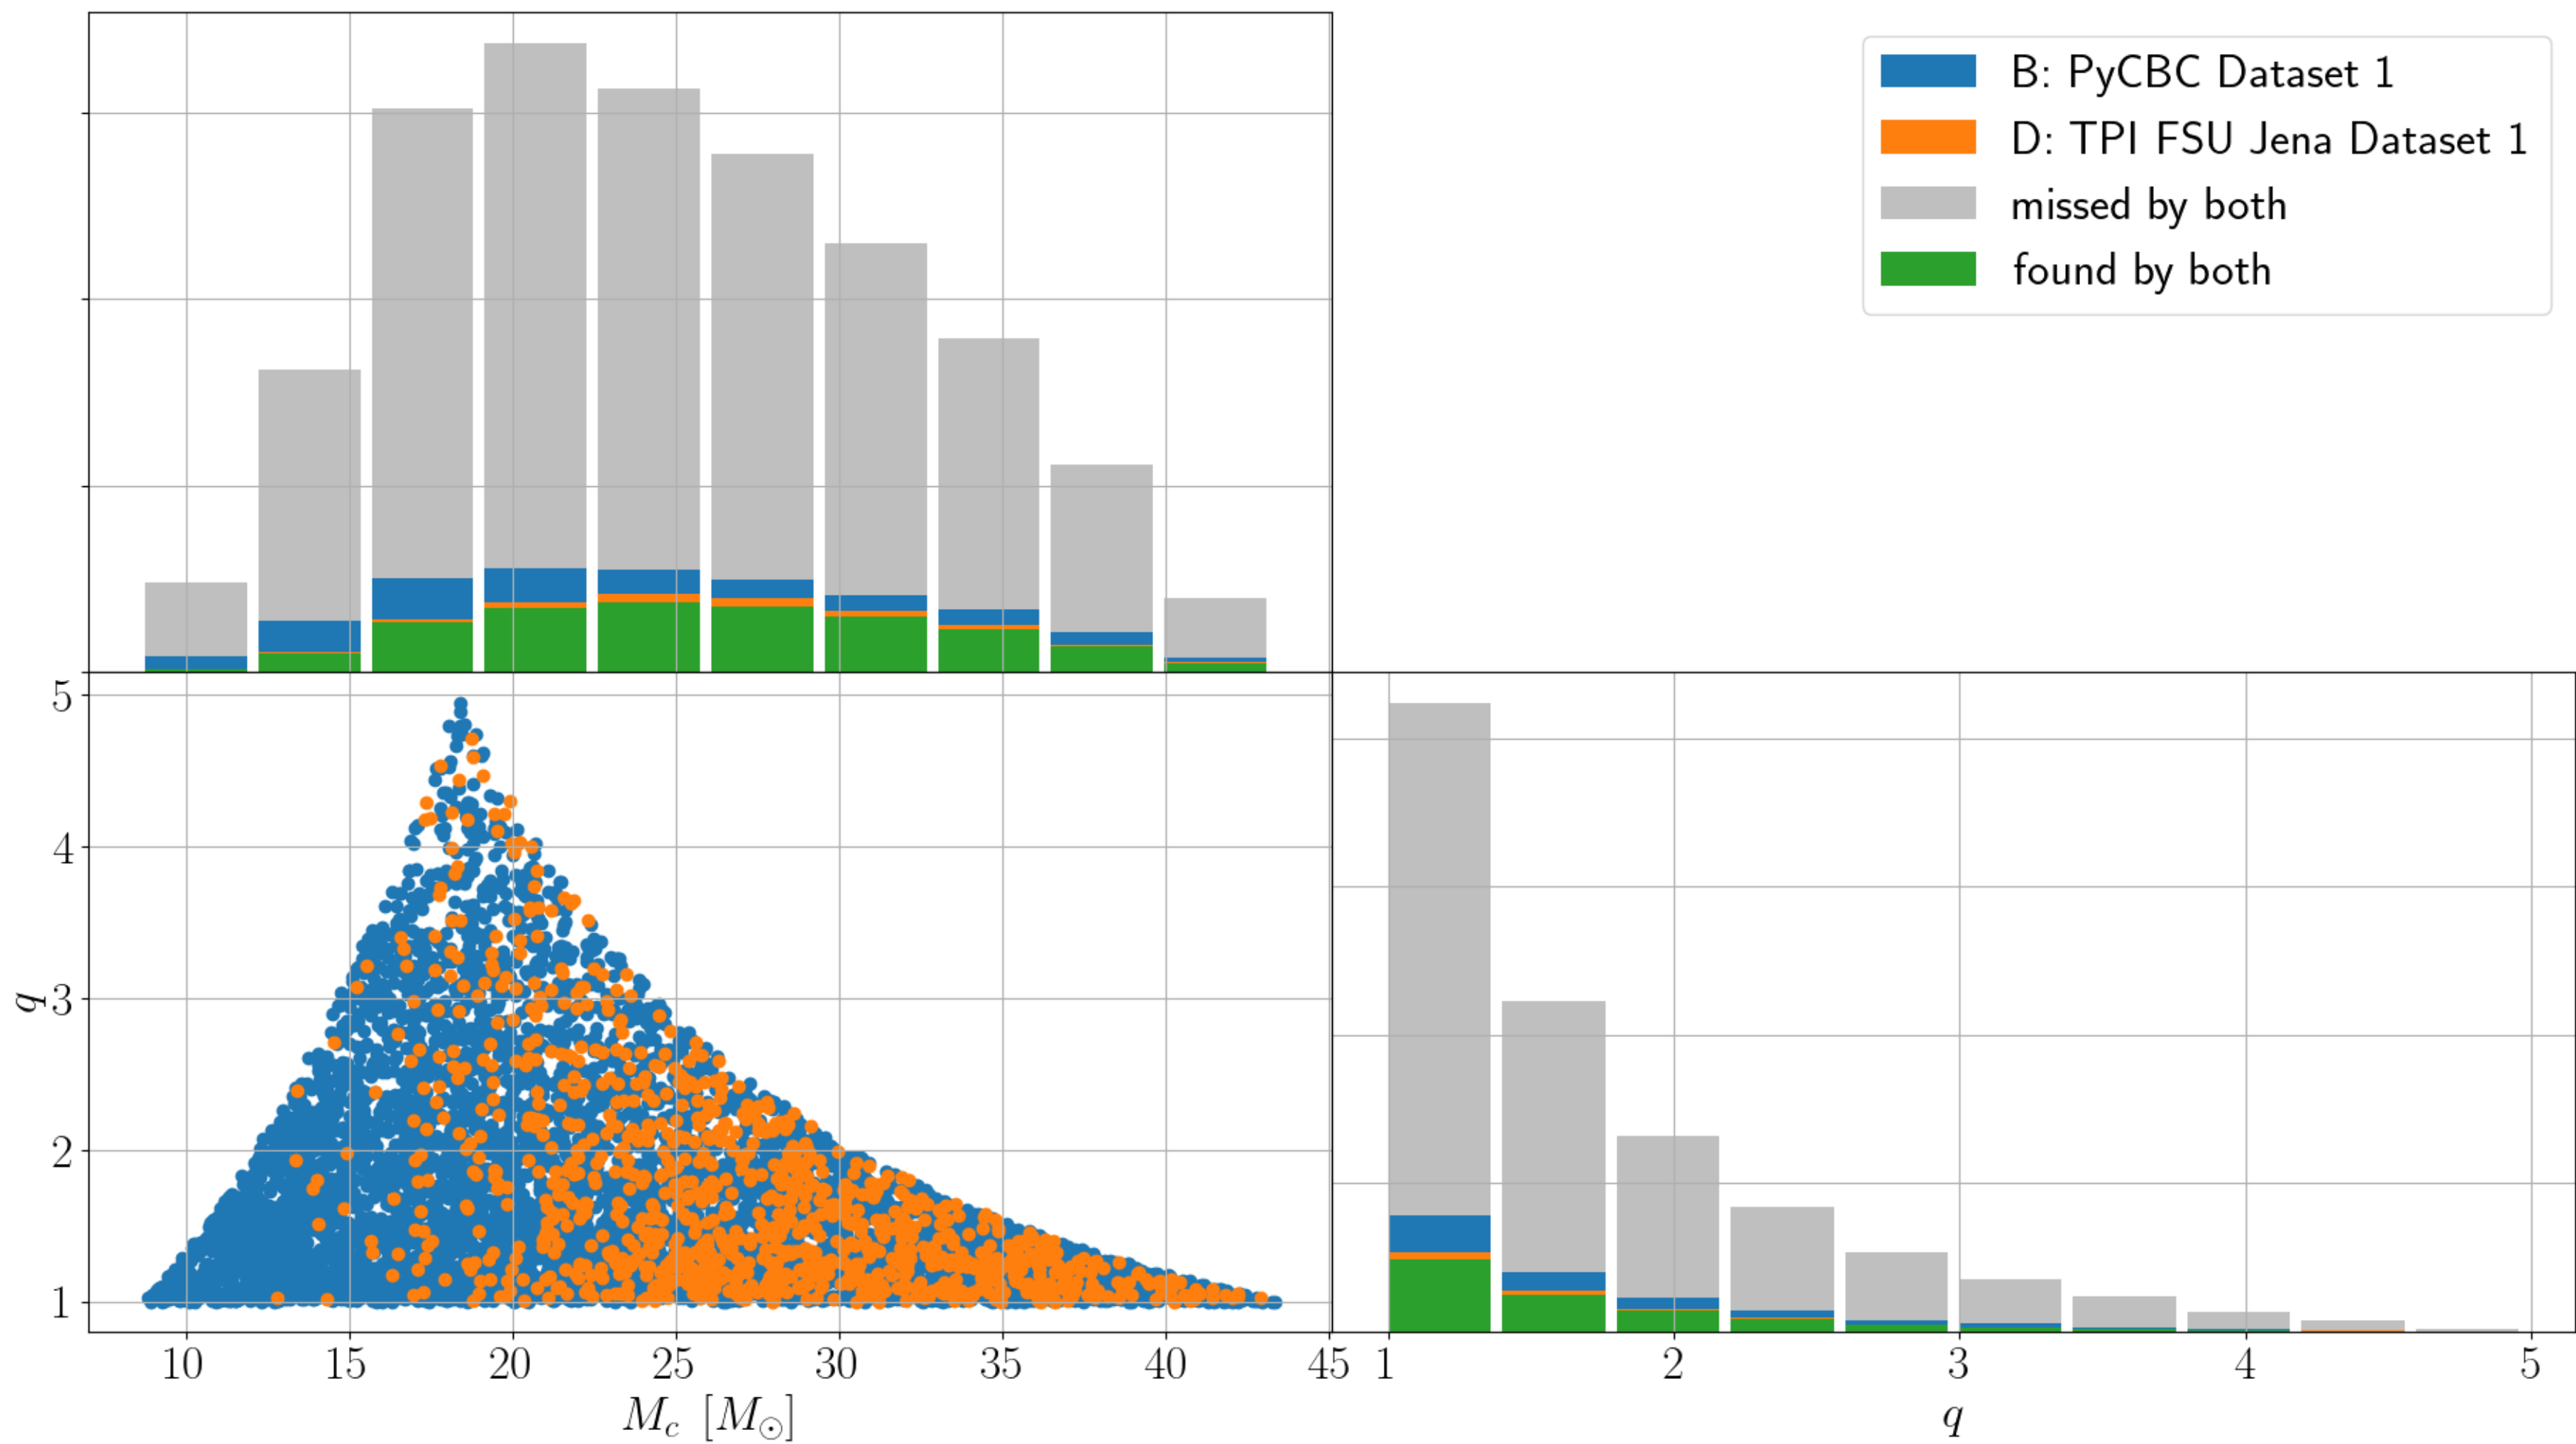 B: PyCBC Dataset 1
D: TPI FSU Jena Dataset 1
missed by both
found by both
5
4
3
2
1
q
10 15 20 25 30 35 40 45
M_c [M_⊙]
1 2 3 4 5
q